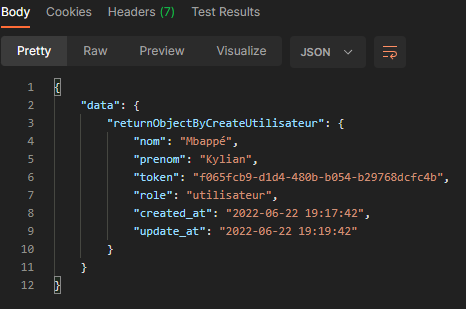 Body Cookies Headers (7) Test Results
Pretty Raw Preview Visualize JSON
1 {
2 "data": {
3 "returnObjectByCreateUtilisateur": {
4 "nom": "Mbappé",
5 "prenom": "Kylian",
6 "token": "f065fcb9-d1d4-480b-b054-b29768dcfc4b",
7 "role": "utilisateur",
8 "created_at": "2022-06-22 19:17:42",
9 "update_at": "2022-06-22 19:19:42"
10 }
11 }
12 }